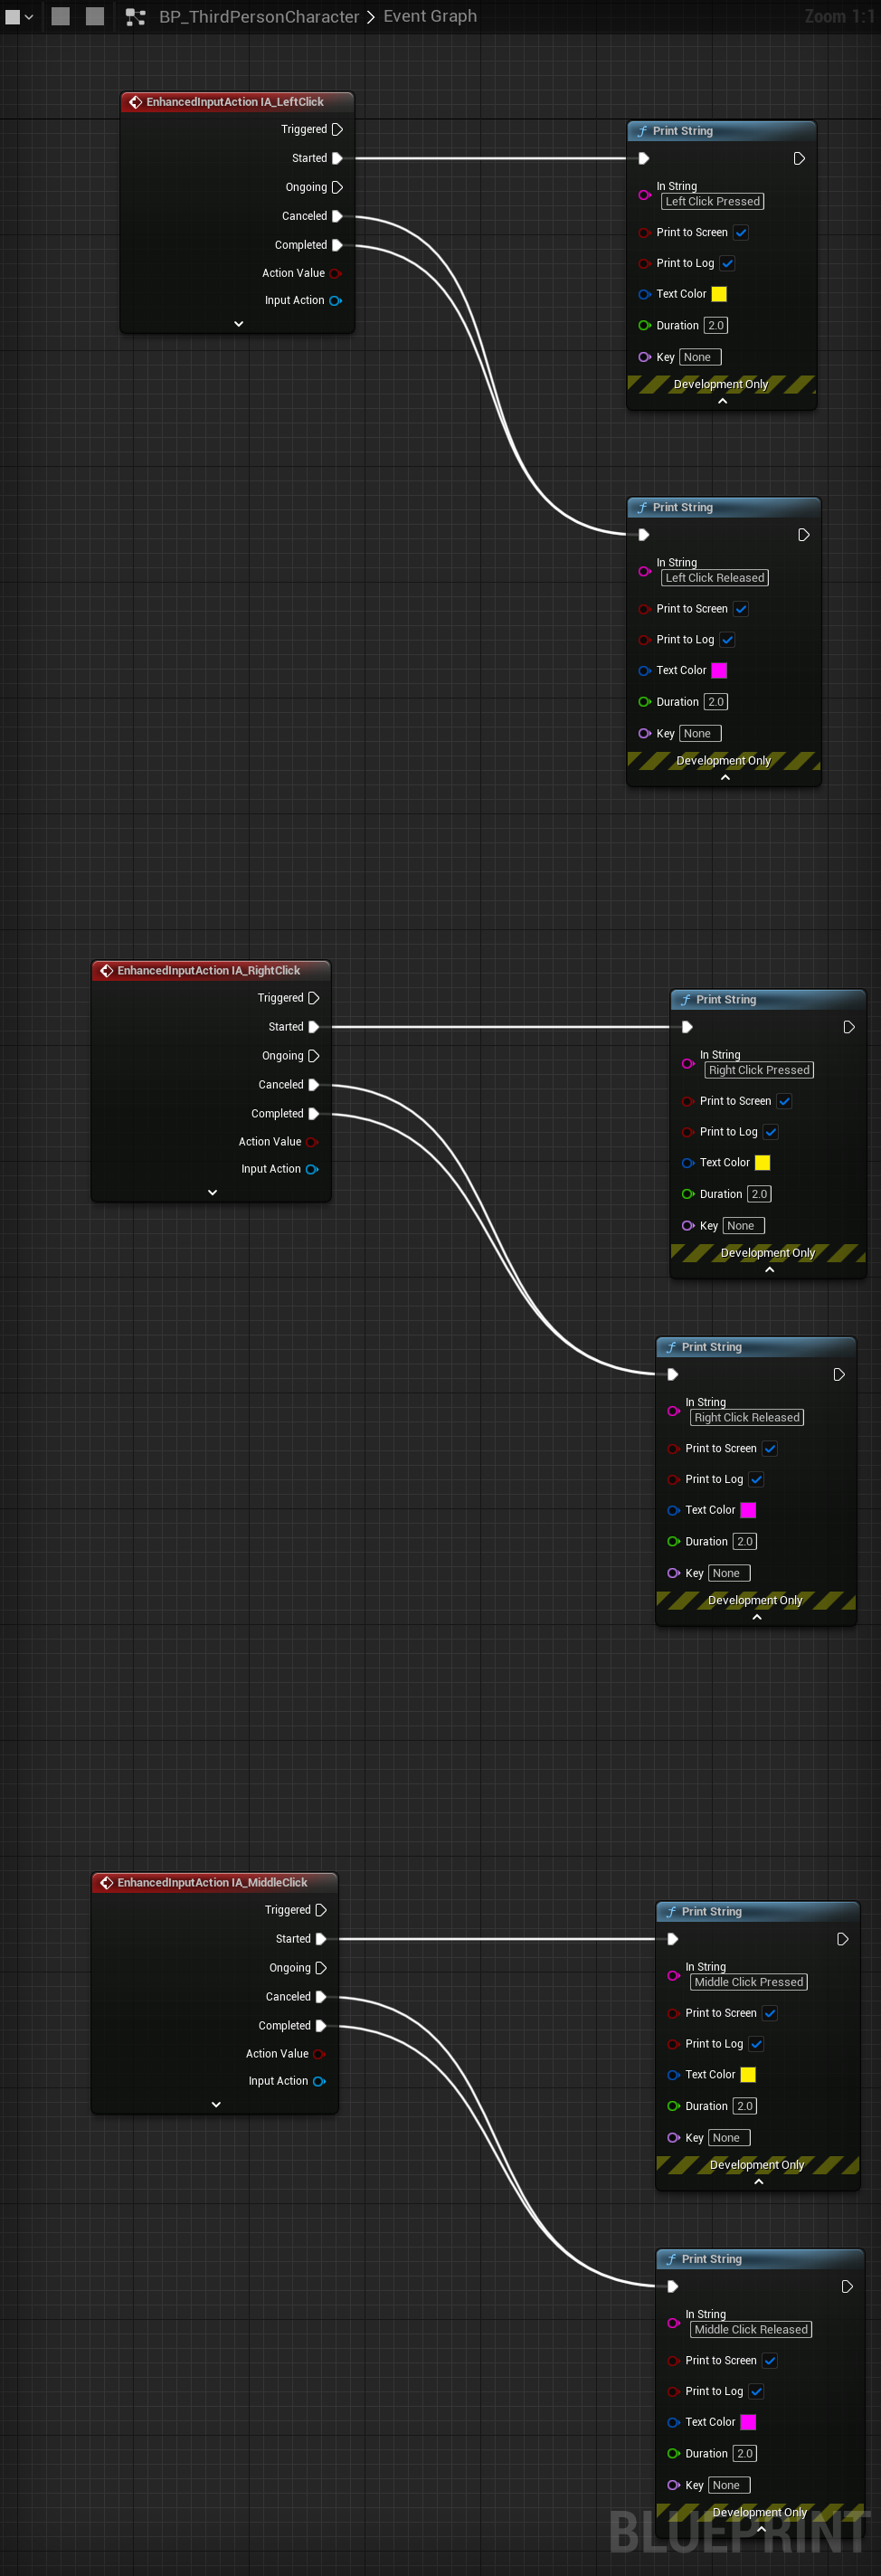 BP_ThirdPersonCharacter > Event Graph
Zoom 1:1
EnhancedInputAction IA_LeftClick
Triggered
Started
Ongoing
Canceled
Completed
Action Value
Input Action
Print String
In String
Left Click Pressed
Print to Screen
Print to Log
Text Color
Duration 2.0
Key None
Development Only
Print String
In String
Left Click Released
Print to Screen
Print to Log
Text Color
Duration 2.0
Key None
Development Only
EnhancedInputAction IA_RightClick
Triggered
Started
Ongoing
Canceled
Completed
Action Value
Input Action
Print String
In String
Right Click Pressed
Print to Screen
Print to Log
Text Color
Duration 2.0
Key None
Development Only
Print String
In String
Right Click Released
Print to Screen
Print to Log
Text Color
Duration 2.0
Key None
Development Only
EnhancedInputAction IA_MiddleClick
Triggered
Started
Ongoing
Canceled
Completed
Action Value
Input Action
Print String
In String
Middle Click Pressed
Print to Screen
Print to Log
Text Color
Duration 2.0
Key None
Development Only
Print String
In String
Middle Click Released
Print to Screen
Print to Log
Text Color
Duration 2.0
Key None
Development Only
BLUEPRINT